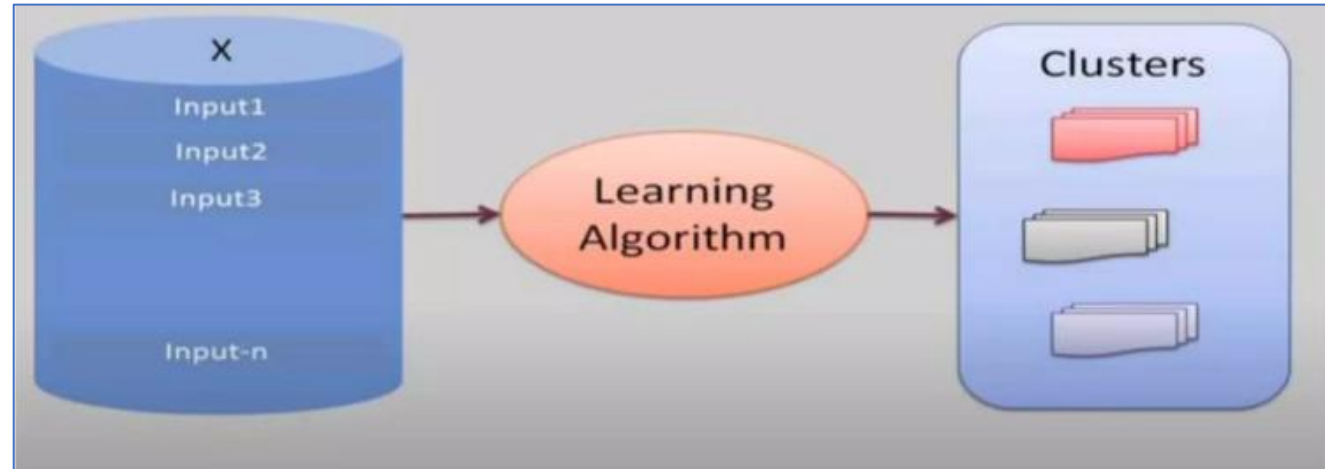 X
Input1
Input2
Input3
Input-n
Learning
Algorithm
Clusters